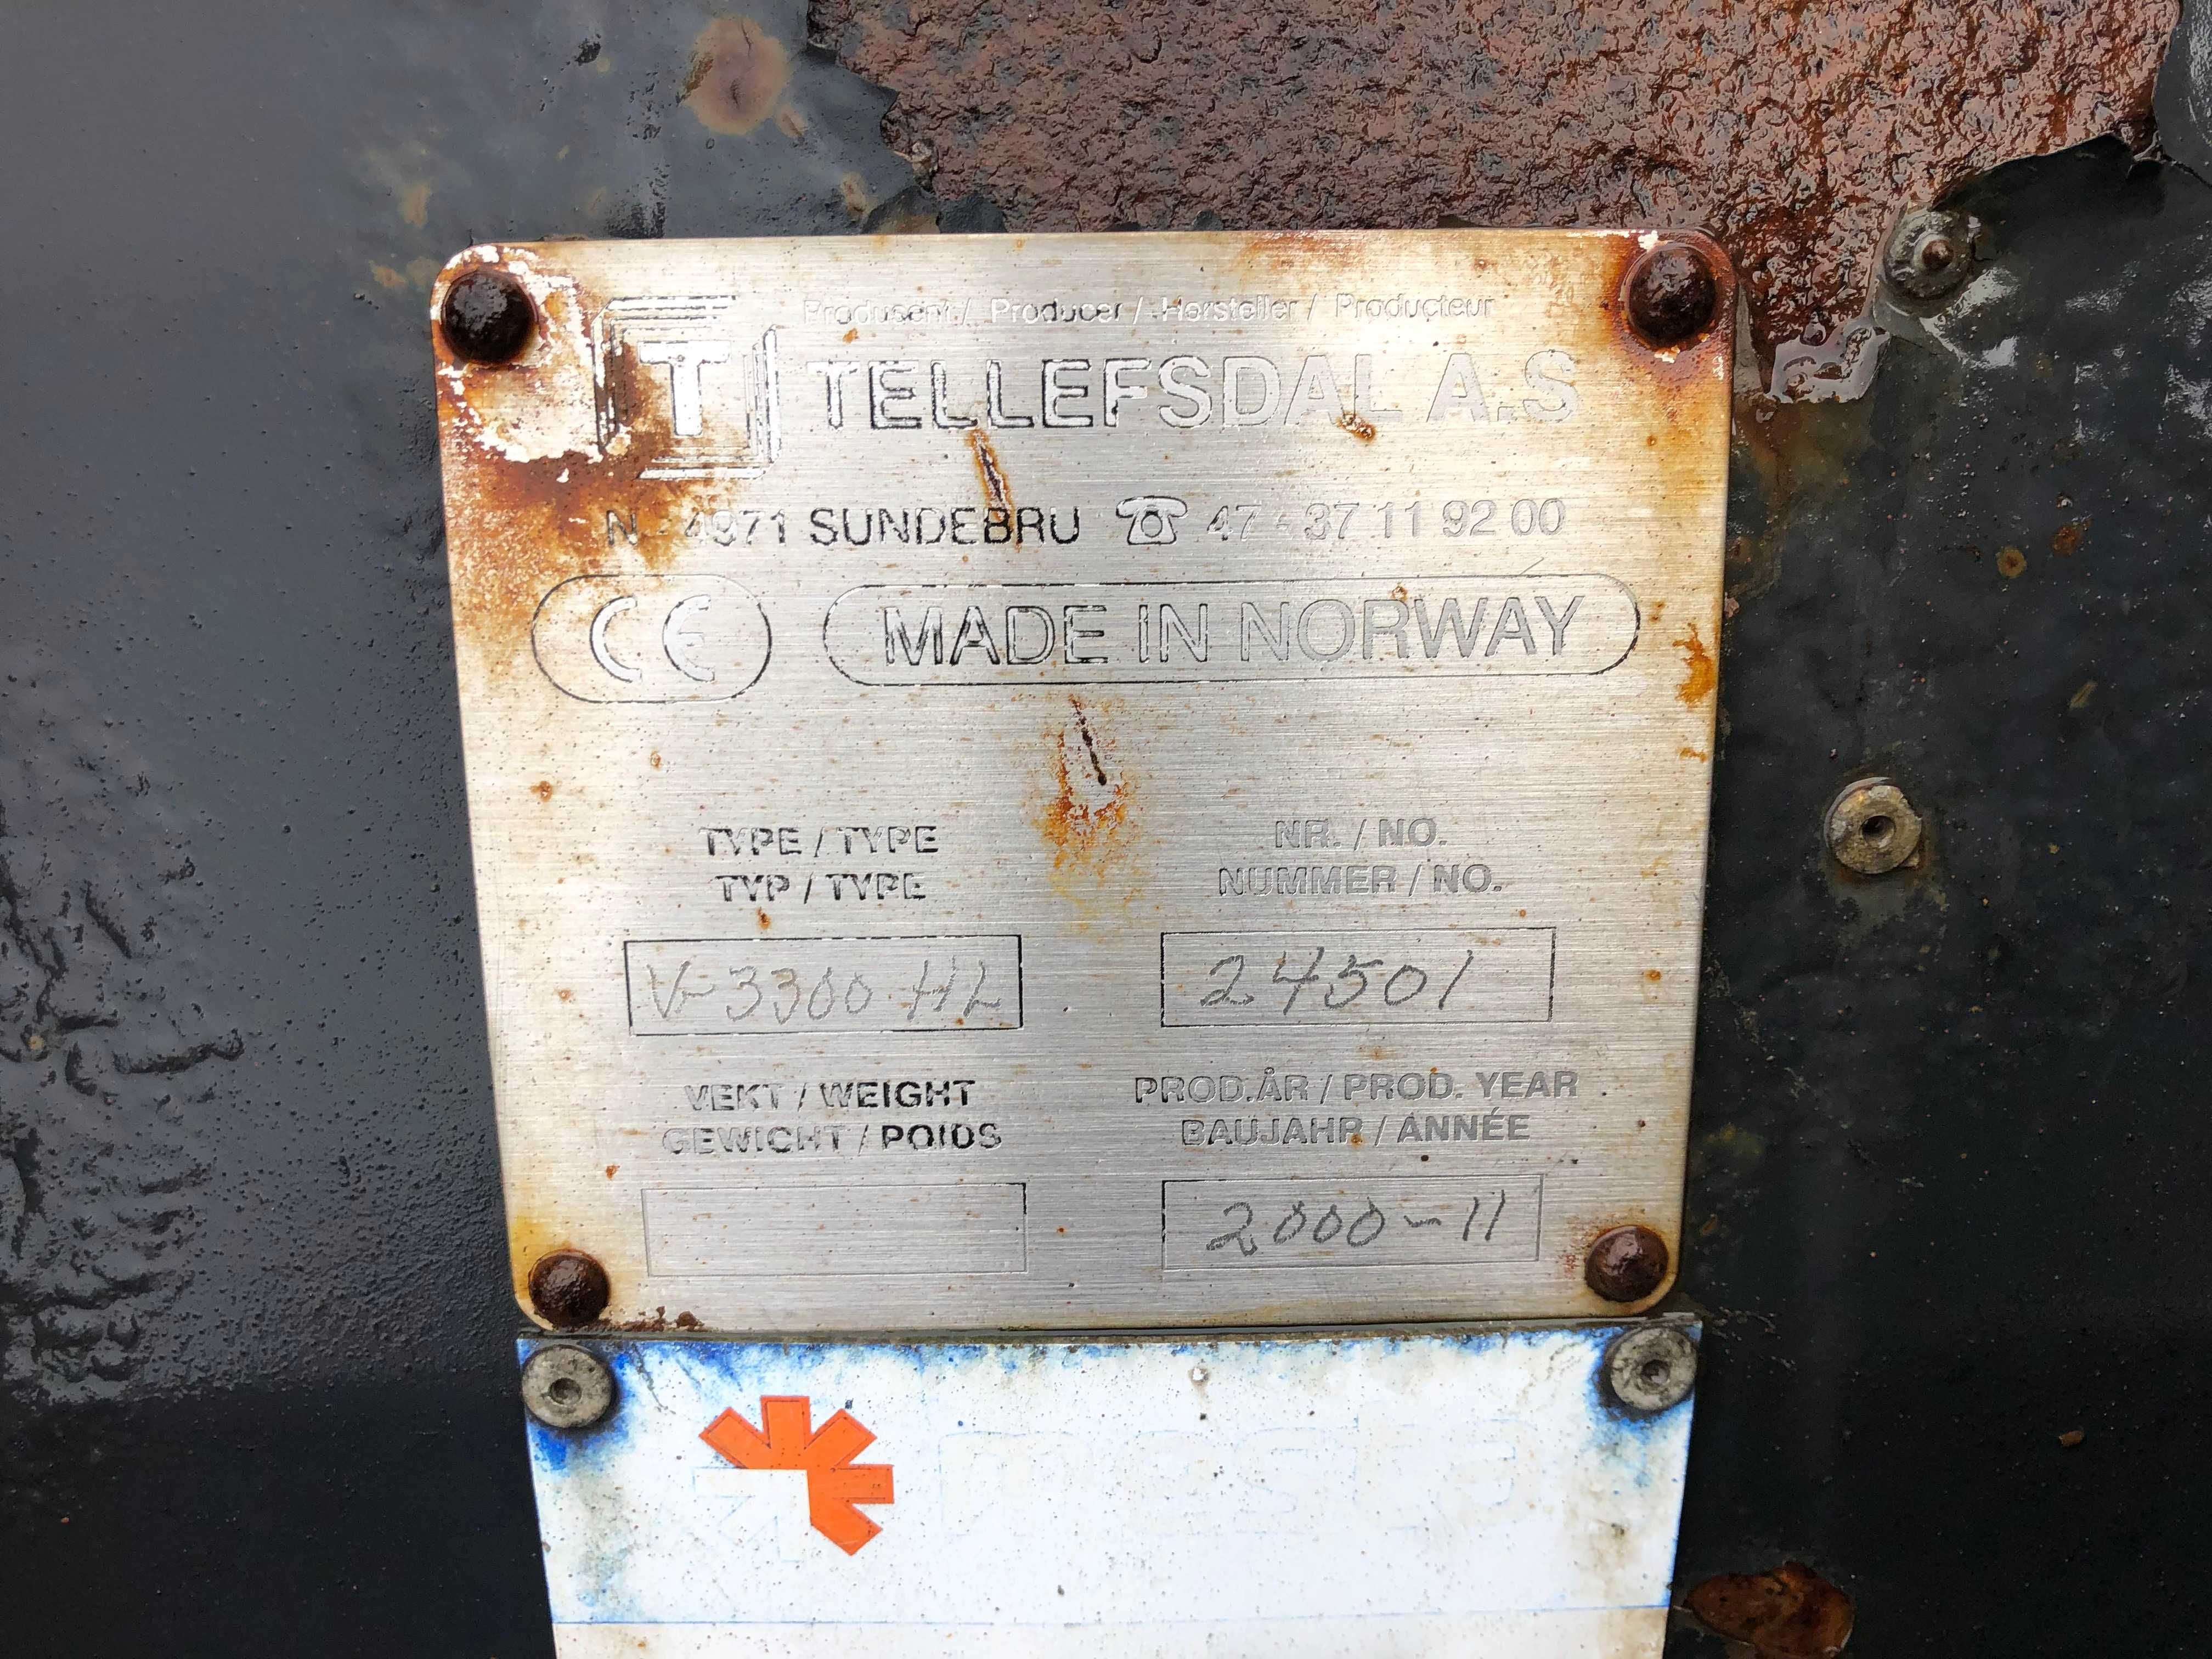 Produsent / Producer / Hersteller / Producteur
T TELLEFSDAL A.S
N - 4971 SUNDEBRU ☎ 47 - 37 11 92 00
CE MADE IN NORWAY
TYPE / TYPE
TYP / TYPE
NR. / NO.
NUMMER / NO.
V-3300 HL
24501
VEKT / WEIGHT
GEWICHT / POIDS
PROD.ÅR / PROD. YEAR
BAUJAHR / ANNÉE
2000-11
mesta